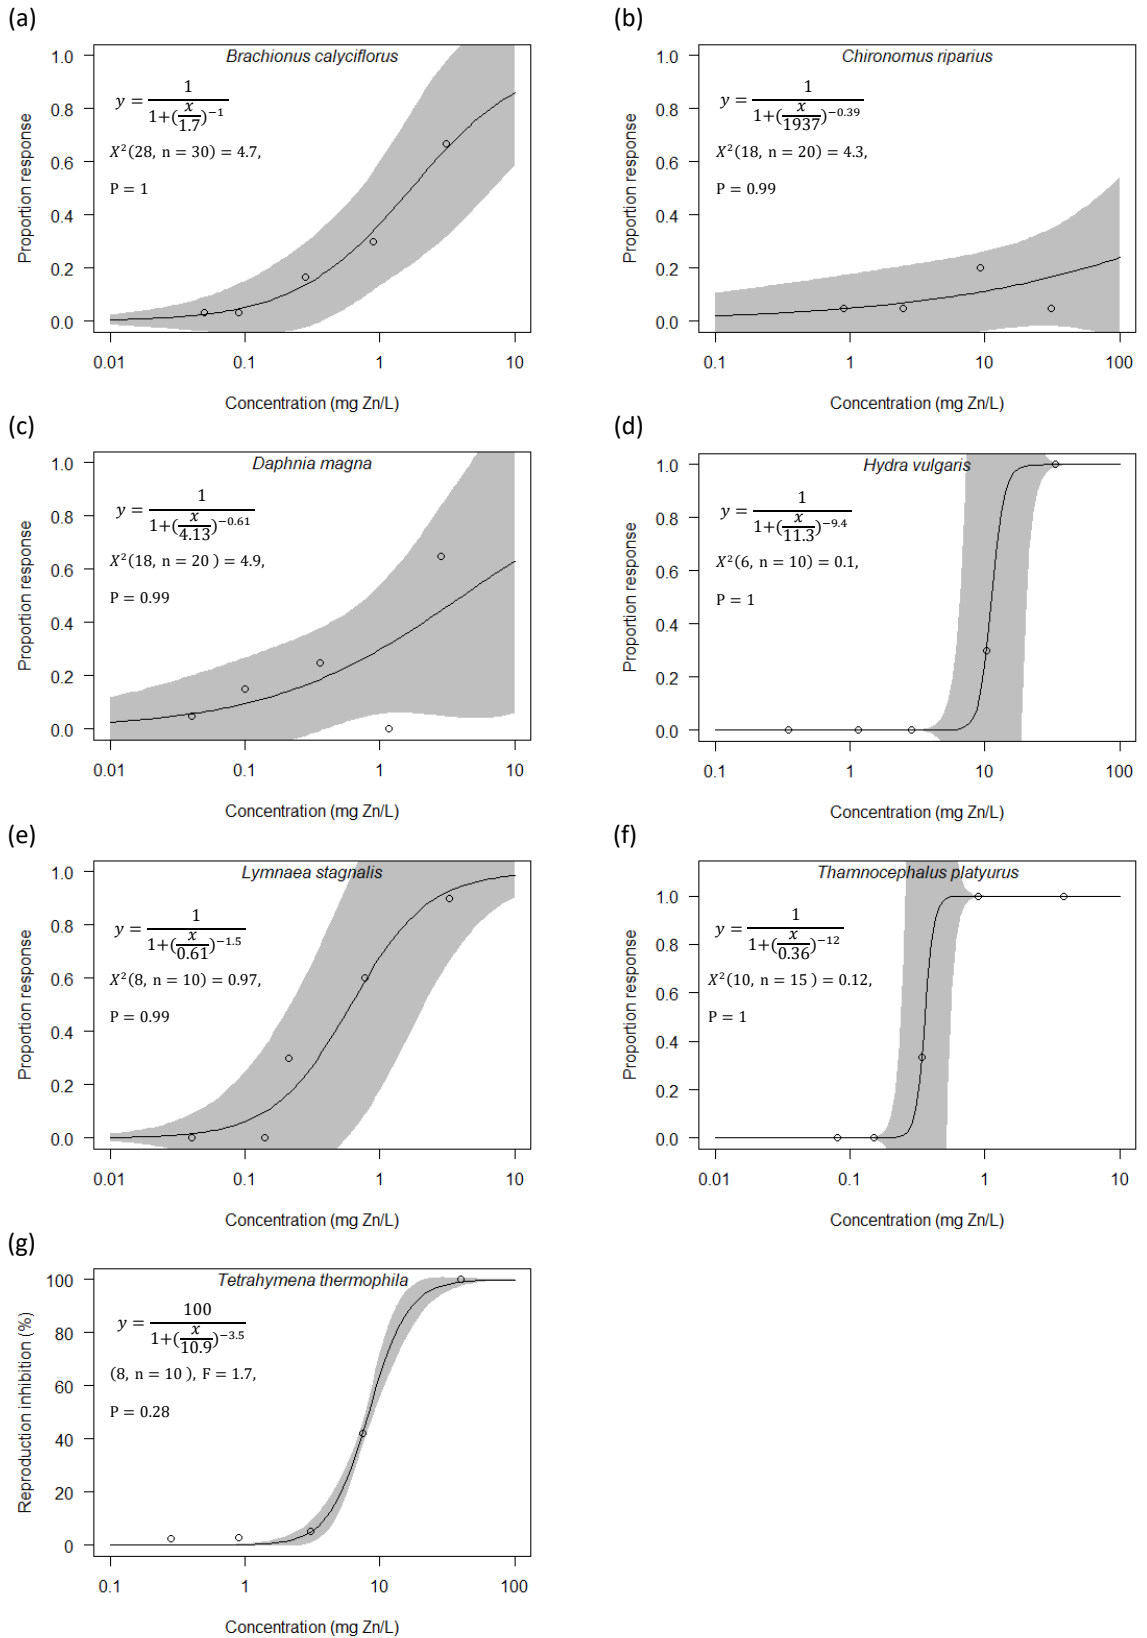 (a)
Brachionus calyciflorus
y = 1 / 1+(x/1.7)^−1
X²(28, n = 30) = 4.7,
P = 1
Proportion response
1.0
0.8
0.6
0.4
0.2
0.0
0.01 0.1 1 10
Concentration (mg Zn/L)
(b)
Chironomus riparius
y = 1 / 1+(x/1937)^−0.39
X²(18, n = 20) = 4.3,
P = 0.99
Proportion response
1.0
0.8
0.6
0.4
0.2
0.0
0.1 1 10 100
Concentration (mg Zn/L)
(c)
Daphnia magna
y = 1 / 1+(x/4.13)^−0.61
X²(18, n = 20 ) = 4.9,
P = 0.99
Proportion response
1.0
0.8
0.6
0.4
0.2
0.0
0.01 0.1 1 10
Concentration (mg Zn/L)
(d)
Hydra vulgaris
y = 1 / 1+(x/11.3)^−9.4
X²(6, n = 10) = 0.1,
P = 1
Proportion response
1.0
0.8
0.6
0.4
0.2
0.0
0.1 1 10 100
Concentration (mg Zn/L)
(e)
Lymnaea stagnalis
y = 1 / 1+(x/0.61)^−1.5
X²(8, n = 10) = 0.97,
P = 0.99
Proportion response
1.0
0.8
0.6
0.4
0.2
0.0
0.01 0.1 1 10
Concentration (mg Zn/L)
(f)
Thamnocephalus platyurus
y = 1 / 1+(x/0.36)^−12
X²(10, n = 15 ) = 0.12,
P = 1
Proportion response
1.0
0.8
0.6
0.4
0.2
0.0
0.01 0.1 1 10
Concentration (mg Zn/L)
(g)
Tetrahymena thermophila
y = 100 / 1+(x/10.9)^−3.5
(8, n = 10 ), F = 1.7,
P = 0.28
Reproduction inhibition (%)
100
80
60
40
20
0
0.1 1 10 100
Concentration (mg Zn/L)